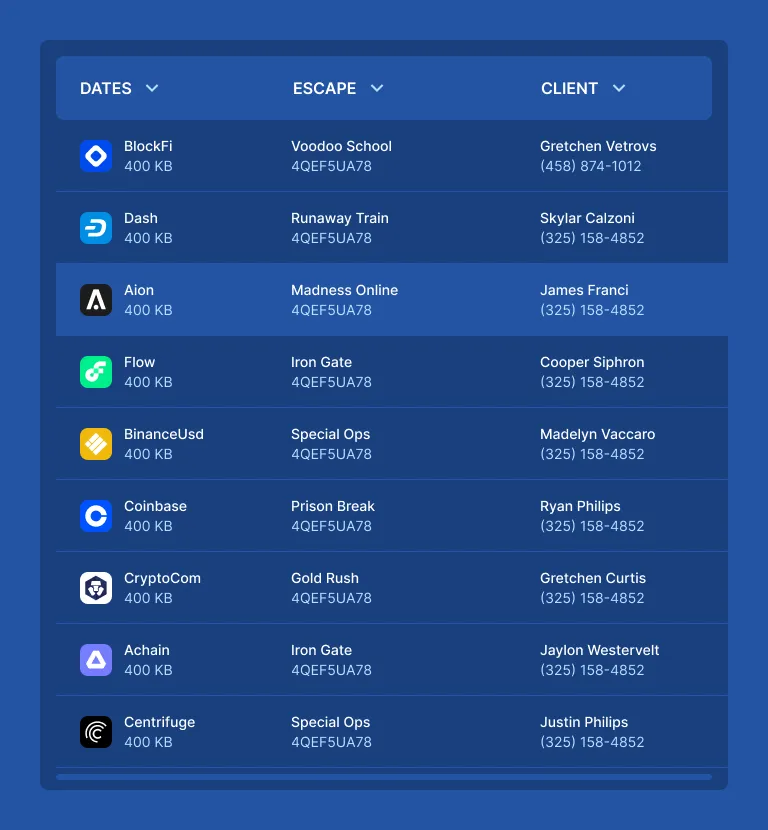 DATES ESCAPE CLIENT
BlockFi Voodoo School Gretchen Vetrovs
400 KB 4QEF5UA78 (458) 874-1012
Dash Runaway Train Skylar Calzoni
400 KB 4QEF5UA78 (325) 158-4852
Aion Madness Online James Franci
400 KB 4QEF5UA78 (325) 158-4852
Flow Iron Gate Cooper Siphron
400 KB 4QEF5UA78 (325) 158-4852
BinanceUsd Special Ops Madelyn Vaccaro
400 KB 4QEF5UA78 (325) 158-4852
Coinbase Prison Break Ryan Philips
400 KB 4QEF5UA78 (325) 158-4852
CryptoCom Gold Rush Gretchen Curtis
400 KB 4QEF5UA78 (325) 158-4852
Achain Iron Gate Jaylon Westervelt
400 KB 4QEF5UA78 (325) 158-4852
Centrifuge Special Ops Justin Philips
400 KB 4QEF5UA78 (325) 158-4852